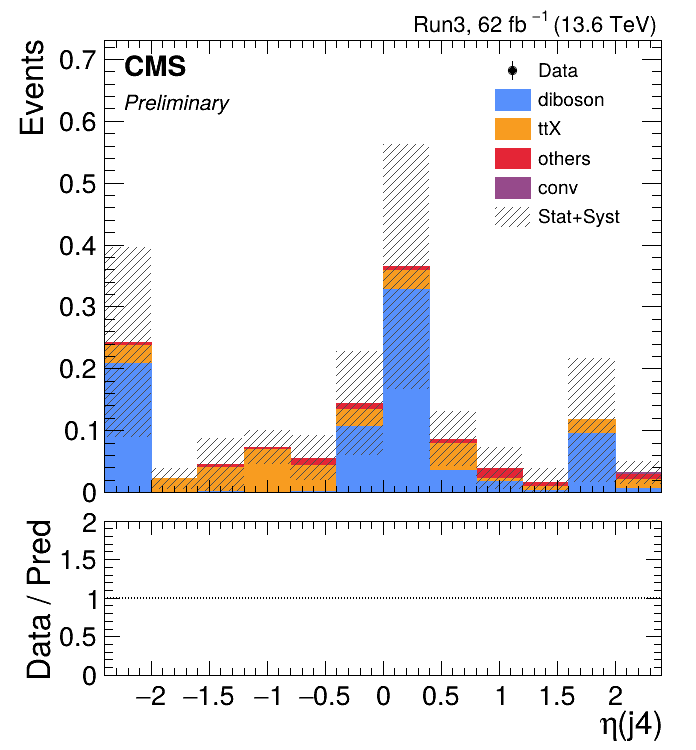 Run3, 62 fb⁻¹ (13.6 TeV)
Events
CMS
Preliminary
Data
diboson
ttX
others
conv
Stat+Syst
0.7
0.6
0.5
0.4
0.3
0.2
0.1
0
Data / Pred
2
1.5
1
0.5
0
−2 −1.5 −1 −0.5 0 0.5 1 1.5 2
η(j4)